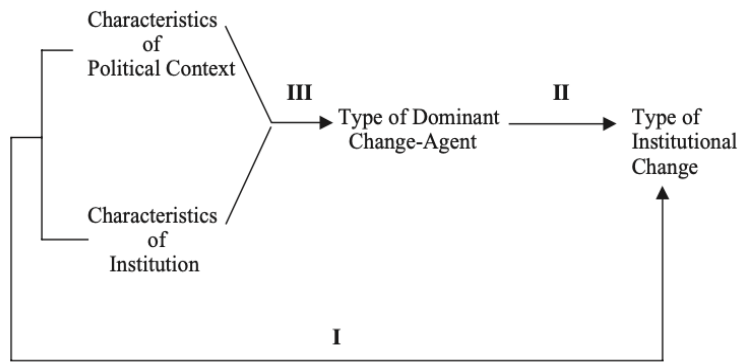 Characteristics
of
Political Context
III
Type of Dominant
Change-Agent
II
Type of
Institutional
Change
Characteristics
of
Institution
I